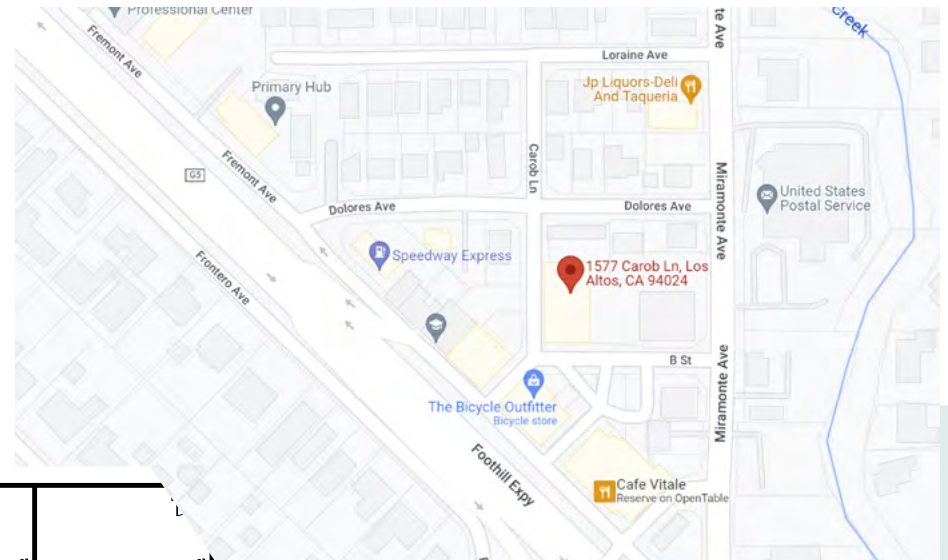 Professional Center
te Ave
Creek
Fremont Ave
Loraine Ave
Primary Hub
Jp Liquors-Deli
And Taqueria
Carob Ln
G5
Fremont Ave
Miramonte Ave
United States
Postal Service
Dolores Ave
Dolores Ave
Speedway Express
1577 Carob Ln, Los
Altos, CA 94024
Frontero Ave
B St
Miramonte Ave
The Bicycle Outfitter
Bicycle store
Foothill Expy
Cafe Vitale
Reserve on OpenTable